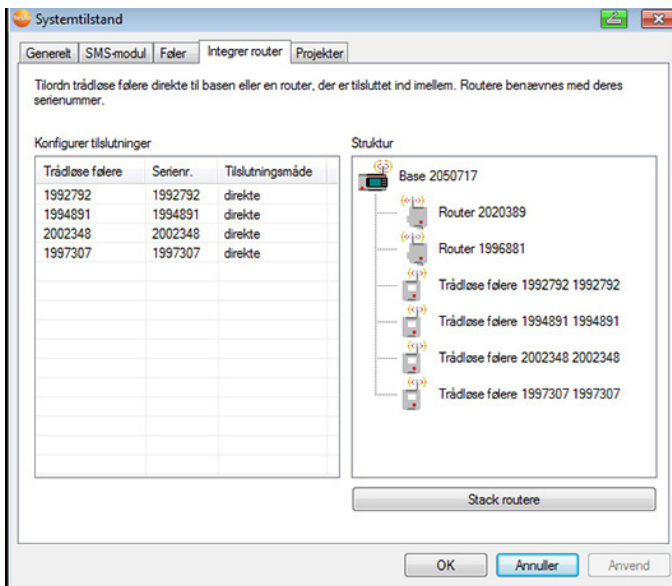 testo
Systemtilstand
Generelt SMS-modul Føler Integrer router Projekter
Tilordn trådløse følere direkte til basen eller en router, der er tilsluttet ind imellem. Routere benævnes med deres
serienummer.
Konfigurer tilslutninger
Trådløse følere Serienr. Tilslutningsmåde
1992792 1992792 direkte
1994891 1994891 direkte
2002348 2002348 direkte
1997307 1997307 direkte
Struktur
Base 2050717
Router 2020389
Router 1996881
Trådløse følere 1992792 1992792
Trådløse følere 1994891 1994891
Trådløse følere 2002348 2002348
Trådløse følere 1997307 1997307
Stack routere
OK Annuller Anvend